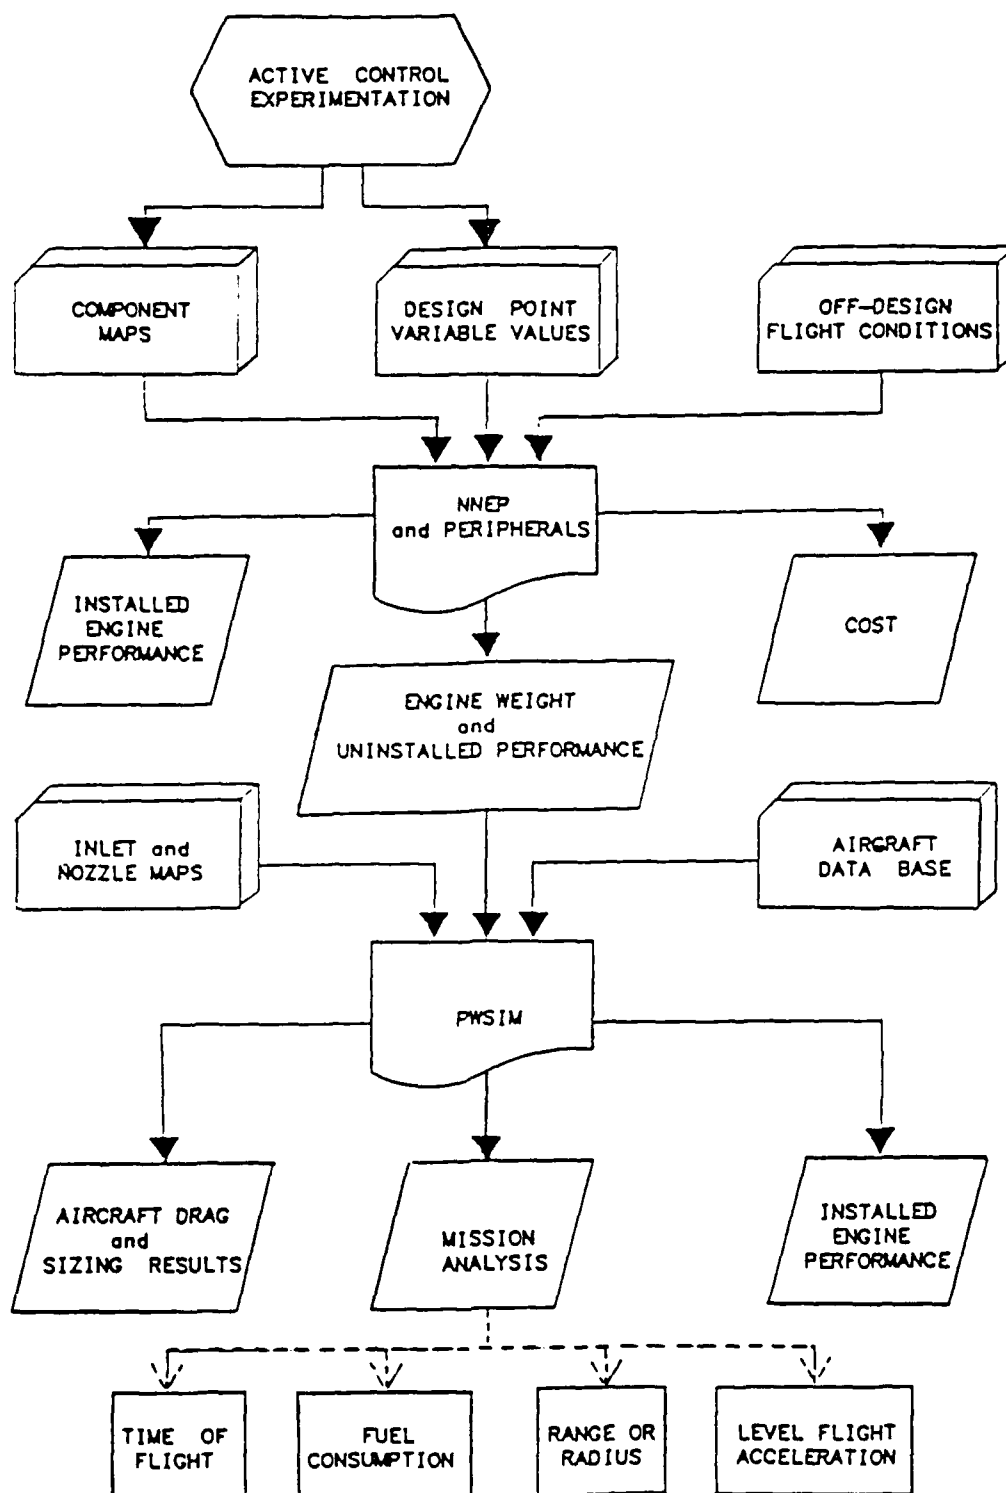 ACTIVE CONTROL
EXPERIMENTATION
COMPONENT
MAPS
DESIGN POINT
VARIABLE VALUES
OFF-DESIGN
FLIGHT CONDITIONS
NNEP
and PERIPHERALS
INSTALLED
ENGINE
PERFORMANCE
COST
ENGINE WEIGHT
and
UNINSTALLED PERFORMANCE
INLET and
NOZZLE MAPS
AIRCRAFT
DATA BASE
PWSIM
AIRCRAFT DRAG
and
SIZING RESULTS
MISSION
ANALYSIS
INSTALLED
ENGINE
PERFORMANCE
TIME OF
FLIGHT
FUEL
CONSUMPTION
RANGE OR
RADIUS
LEVEL FLIGHT
ACCELERATION